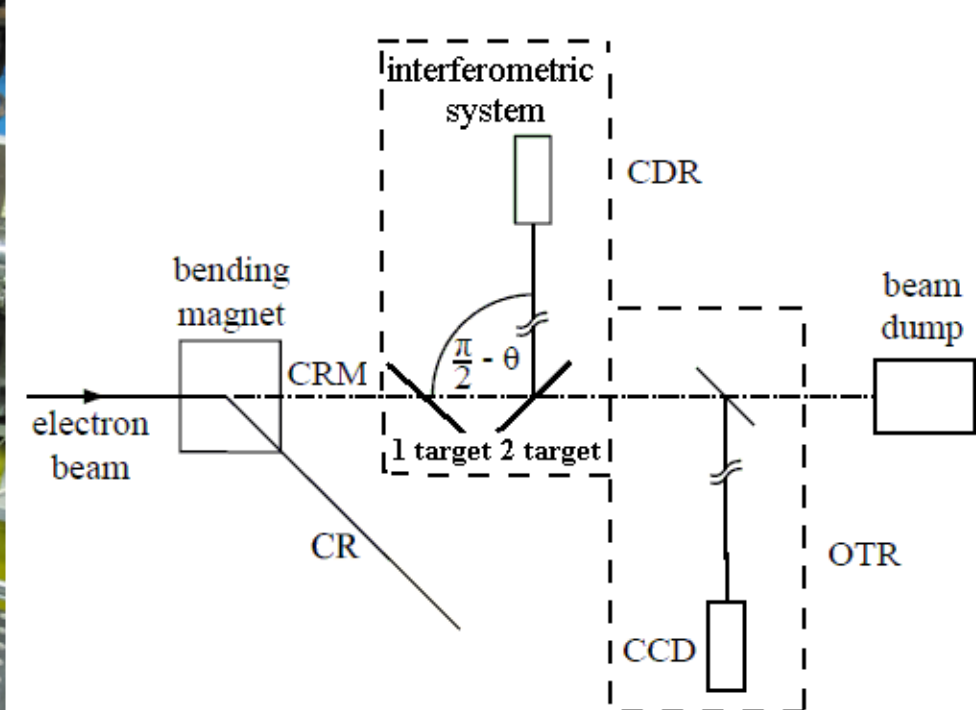 interferometric
system
CDR
bending
magnet
beam
dump
CRM
π/2 - θ
electron
beam
1 target 2 target
CR
OTR
CCD